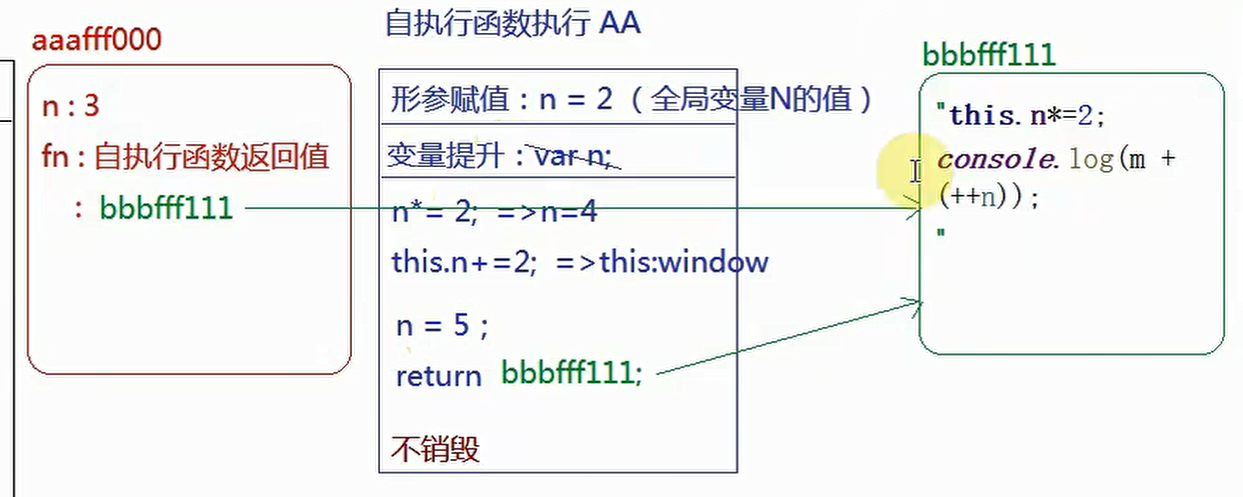 aaafff000
n : 3
fn : 自执行函数返回值
: bbbfff111
自执行函数执行 AA
形参赋值：n = 2 （全局变量N的值）
变量提升：var n;
n*= 2; =>n=4
this.n+=2; =>this:window
n = 5 ;
return bbbfff111;
不销毁
bbbfff111
"this.n*=2;
console.log(m +
(++n));
"